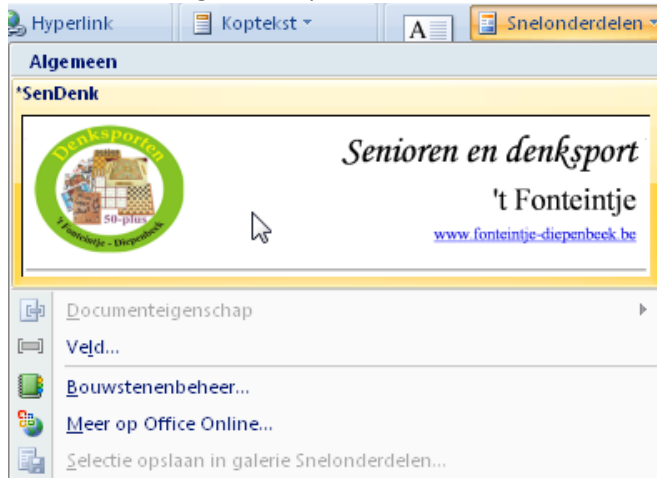 Hyperlink
Koptekst
A
Snelonderdelen
Algemeen
*SenDenk
Denksporten
50-plus
't Fonteintje - Diepenbeek
Senioren en denksport
't Fonteintje
www.fonteintje-diepenbeek.be
Documenteigenschap
Veld...
Bouwstenenbeheer...
Meer op Office Online...
Selectie opslaan in galerie Snelonderdelen...